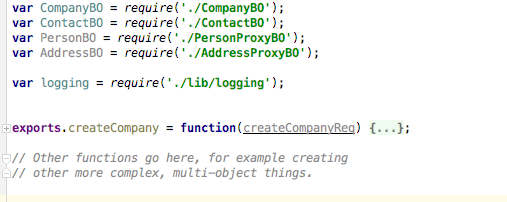 var CompanyBO = require('./CompanyBO');
var ContactBO = require('./ContactBO');
var PersonBO = require('./PersonProxyBO');
var AddressBO = require('./AddressProxyBO');
var logging = require('./lib/logging');
exports.createCompany = function(createCompanyReq) {...};
// Other functions go here, for example creating
// other more complex, multi-object things.